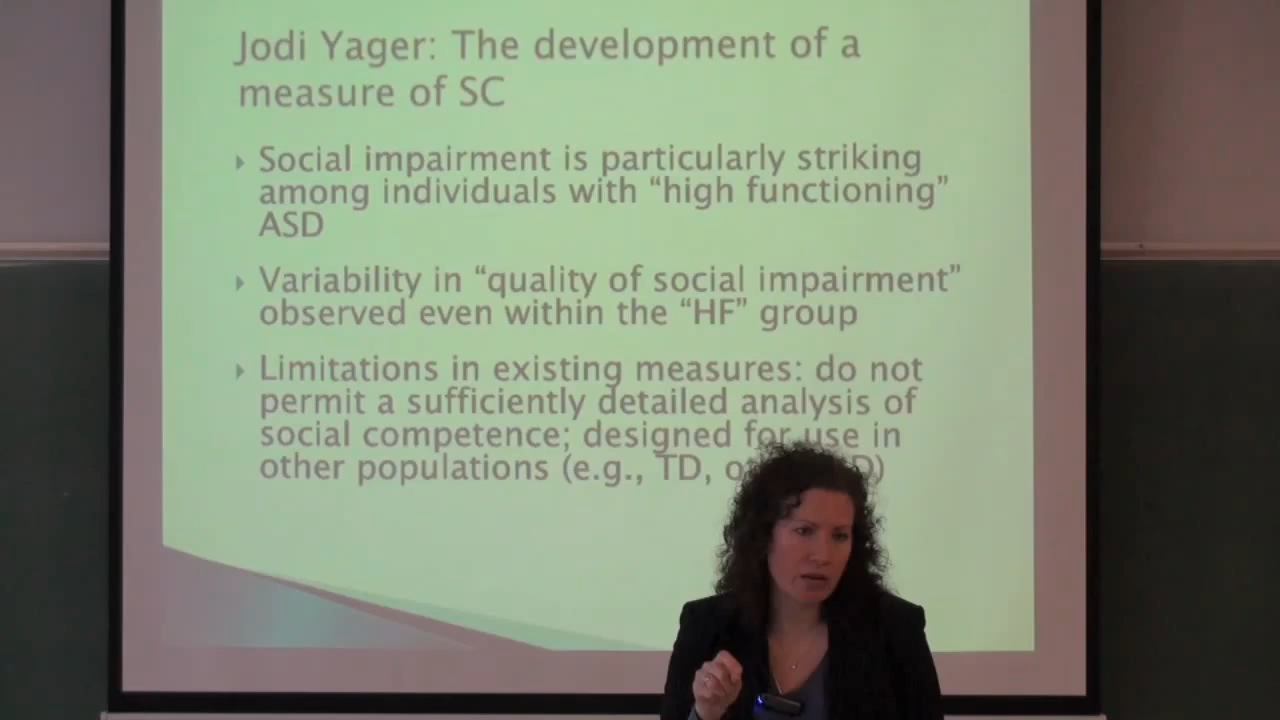 Jodi Yager: The development of a
measure of SC
Social impairment is particularly striking
among individuals with “high functioning”
ASD
Variability in “quality of social impairment”
observed even within the “HF” group
Limitations in existing measures: do not
permit a sufficiently detailed analysis of
social competence; designed for use in
other populations (e.g., TD,